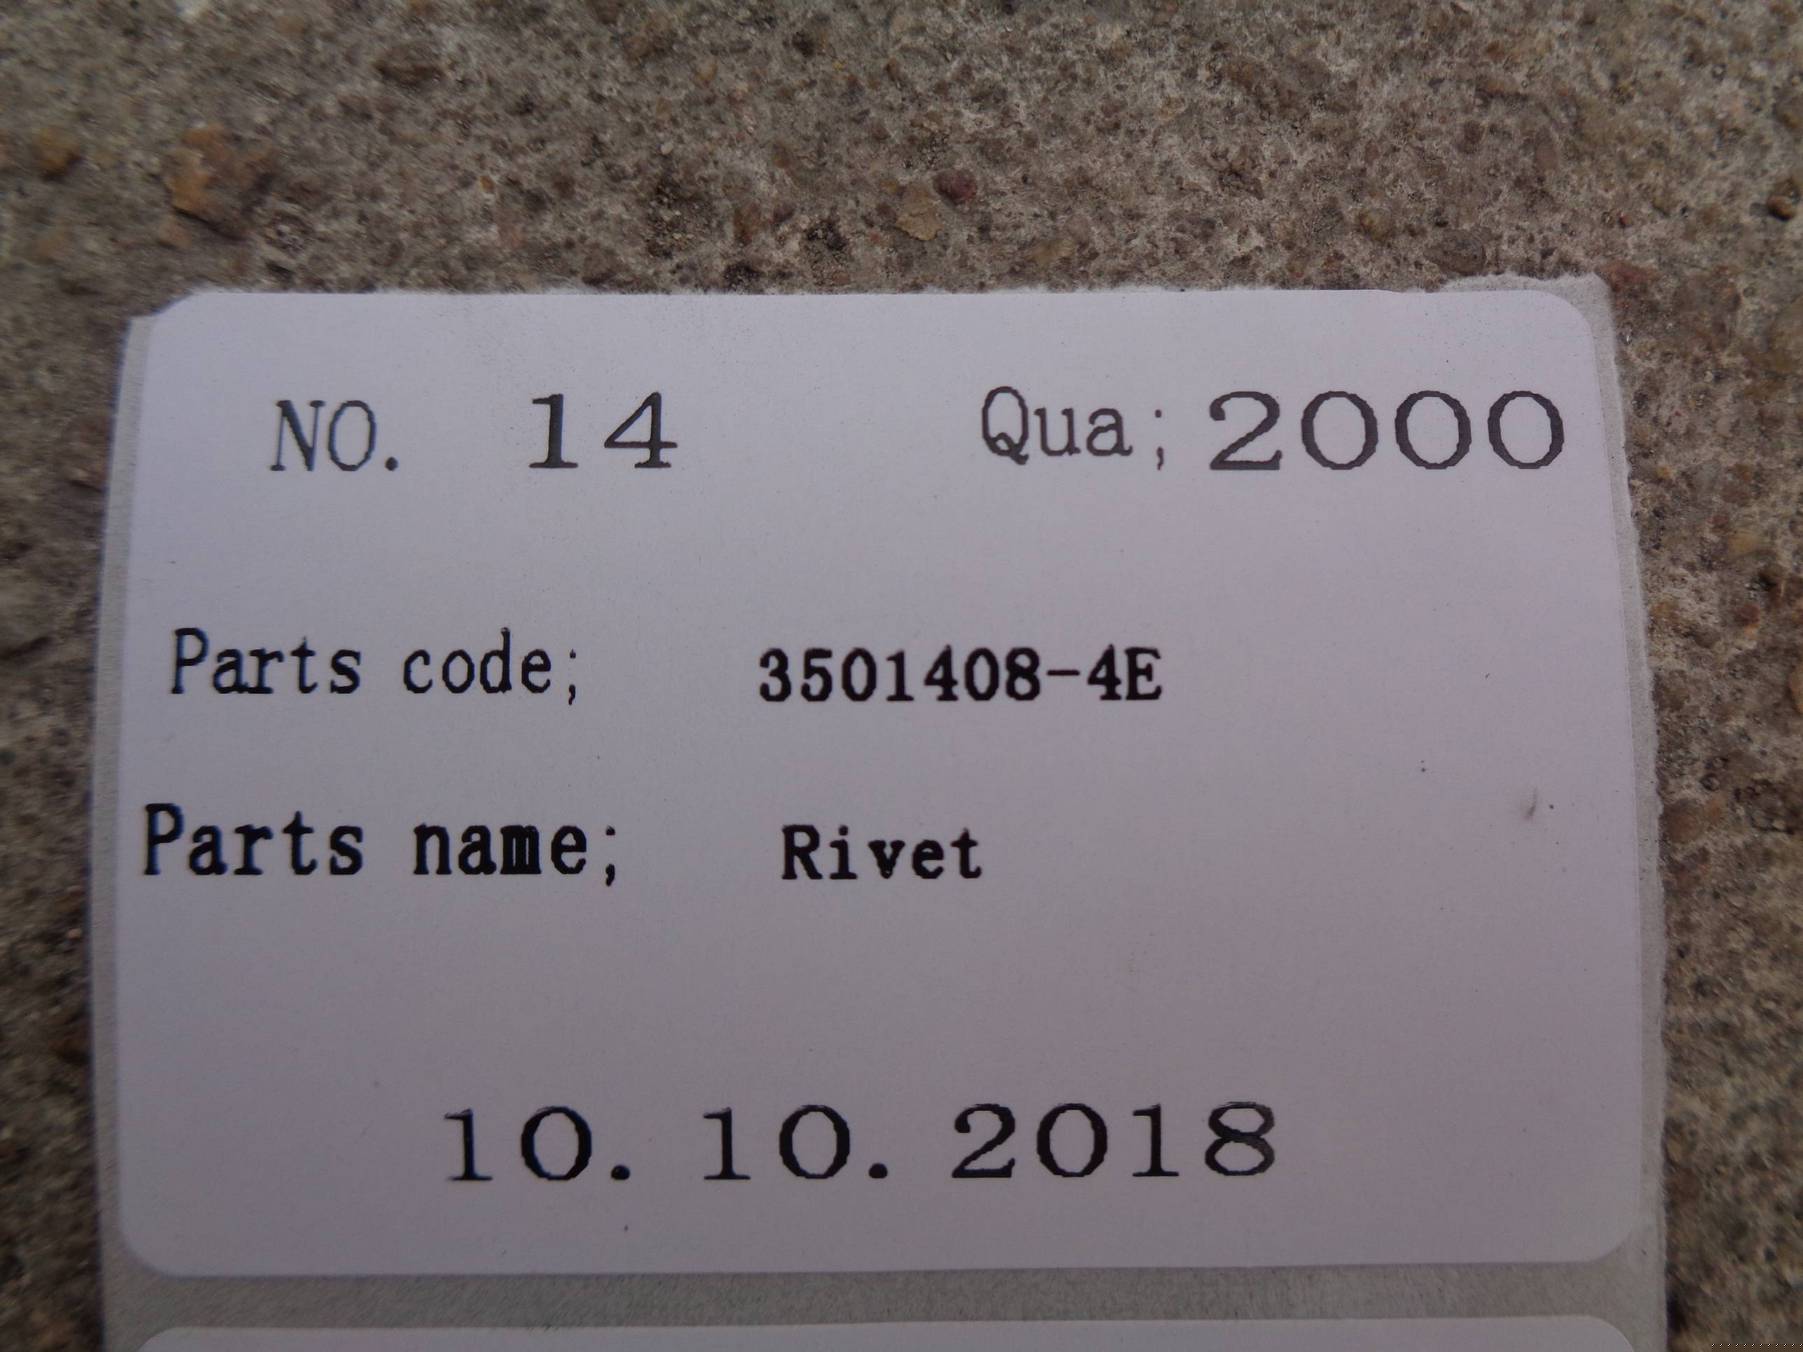 NO. 14 Qua; 2000
Parts code; 3501408-4E
Parts name; Rivet
10. 10. 2018